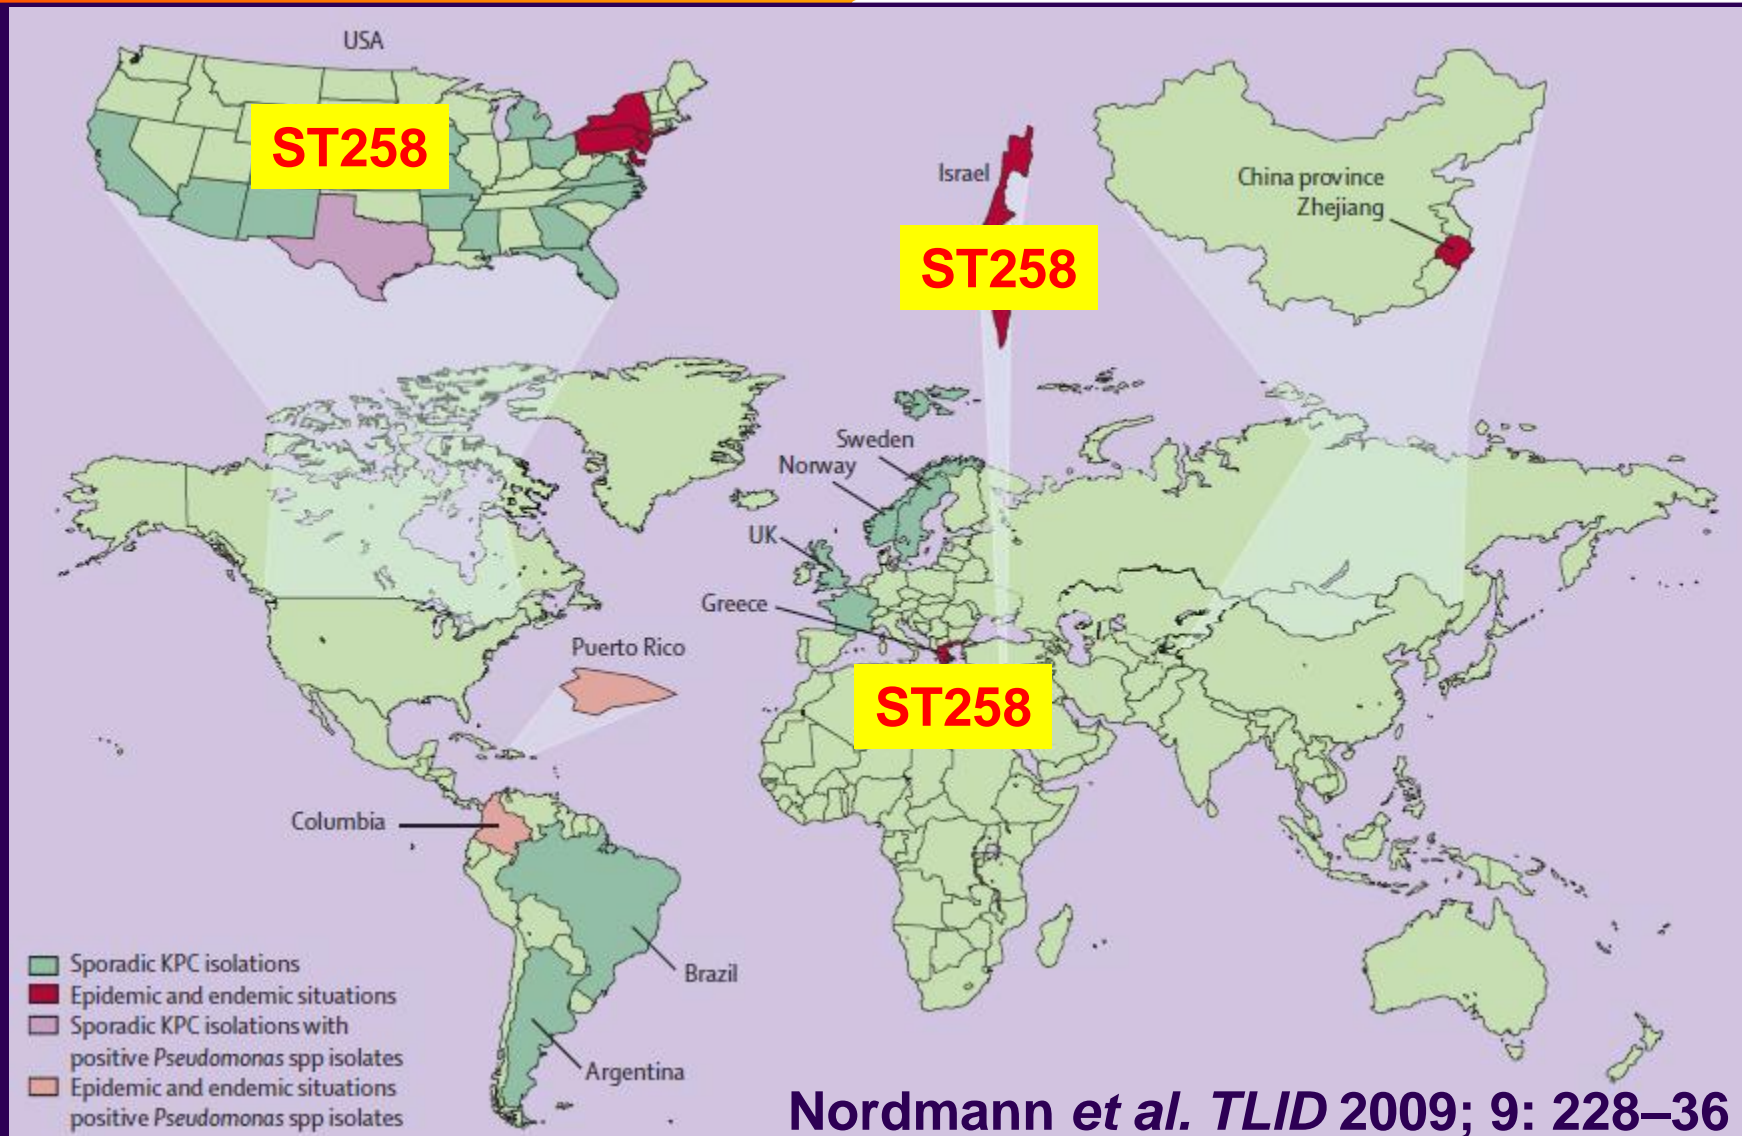 USA
ST258
Israel
ST258
China province
Zhejiang
Sweden
Norway
UK
Greece
Puerto Rico
ST258
Columbia
Brazil
Argentina
Sporadic KPC isolations
Epidemic and endemic situations
Sporadic KPC isolations with
positive Pseudomonas spp isolates
Epidemic and endemic situations
positive Pseudomonas spp isolates
Nordmann et al. TLID 2009; 9: 228–36